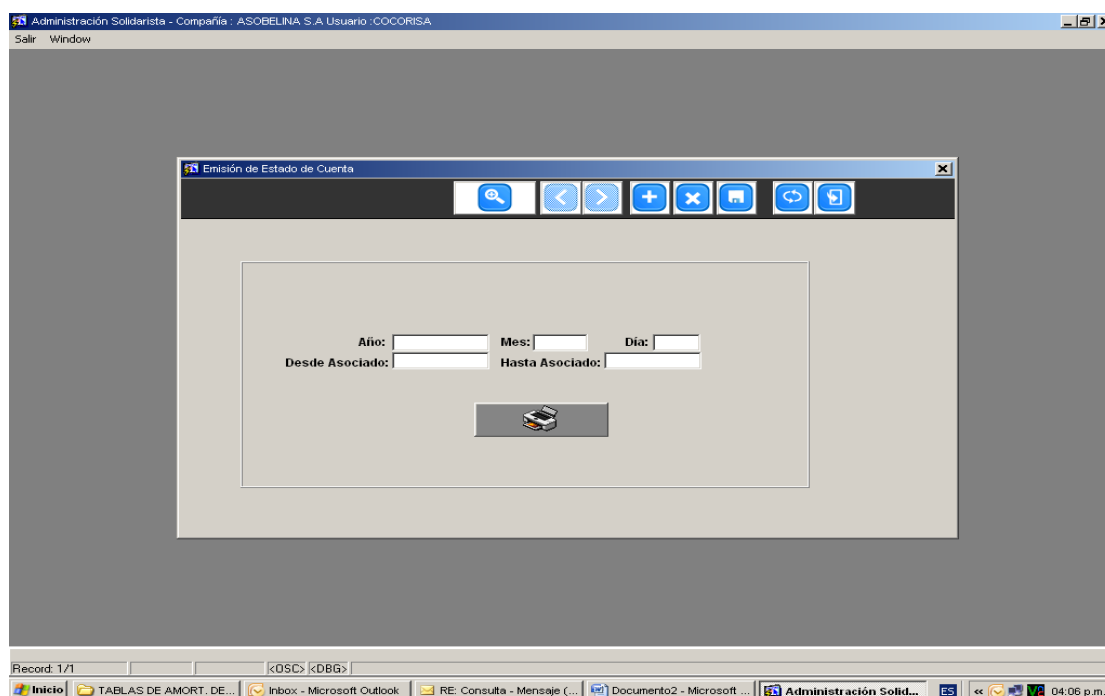 Administración Solidarista - Compañía : ASOBELINA S.A Usuario :COCORISA
Salir Window
Emisión de Estado de Cuenta
Año: Mes: Día:
Desde Asociado: Hasta Asociado:
Record: 1/1 <OSC> <DBG>
Inicio TABLAS DE AMORT. DE... Inbox - Microsoft Outlook RE: Consulta - Mensaje (... Documento2 - Microsoft ... Administración Solid... ES « 04:06 p.m.